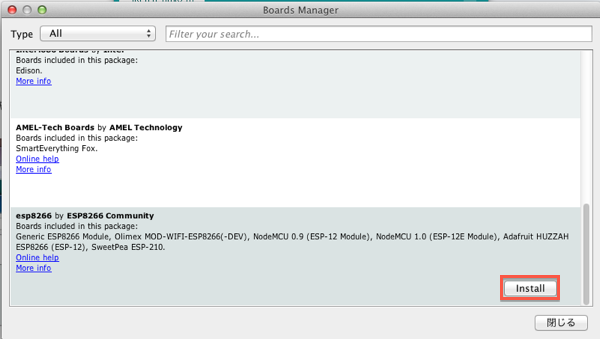 Boards Manager
Type All Filter your search...
Boards included in this package:
Edison.
More info
AMEL-Tech Boards by AMEL Technology
Boards included in this package:
SmartEverything Fox.
Online help
More info
esp8266 by ESP8266 Community
Boards included in this package:
Generic ESP8266 Module, Olimex MOD-WIFI-ESP8266(-DEV), NodeMCU 0.9 (ESP-12 Module), NodeMCU 1.0 (ESP-12E Module), Adafruit HUZZAH
ESP8266 (ESP-12), SweetPea ESP-210.
Online help
More info
Install
閉じる